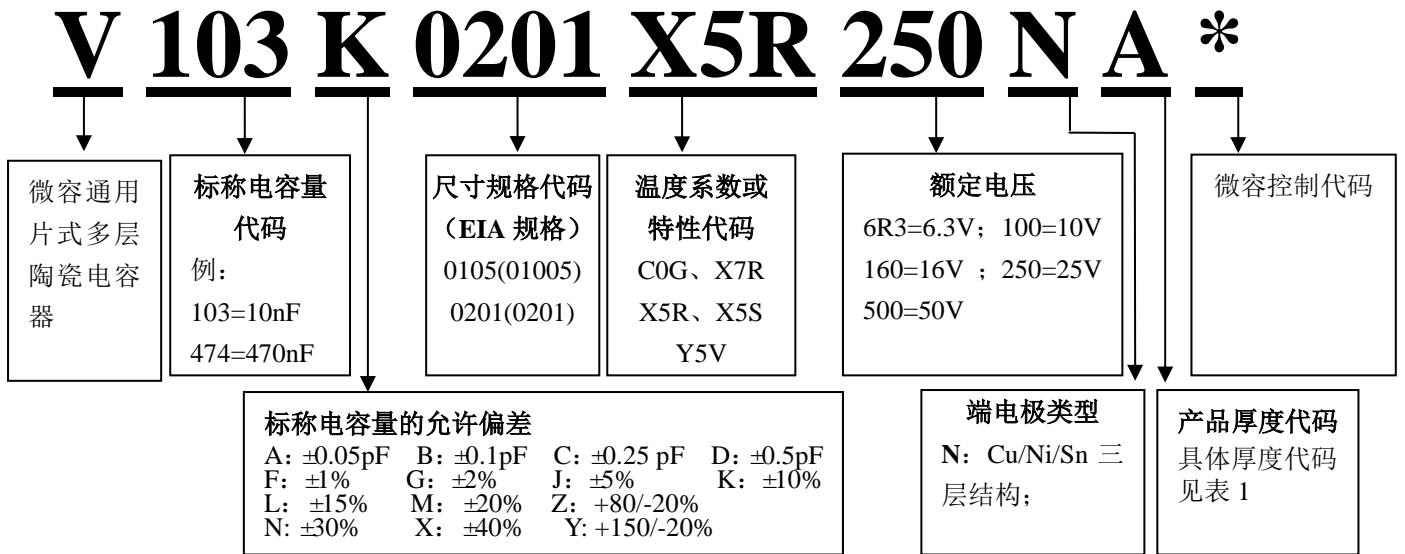 V 103 K 0201 X5R 250 N A *
微容通用
片式多层
陶瓷电容
器
标称电容量
代码
例：
103=10nF
474=470nF
尺寸规格代码
（EIA 规格）
0105(01005)
0201(0201)
温度系数或
特性代码
C0G、X7R
X5R、X5S
Y5V
额定电压
6R3=6.3V；100=10V
160=16V ；250=25V
500=50V
微容控制代码
标称电容量的允许偏差
A：±0.05pF B：±0.1pF C：±0.25 pF D：±0.5pF
F：±1% G：±2% J：±5% K：±10%
L：±15% M：±20% Z：+80/-20%
N: ±30% X： ±40% Y: +150/-20%
端电极类型
N：Cu/Ni/Sn 三
层结构；
产品厚度代码
具体厚度代码
见表 1